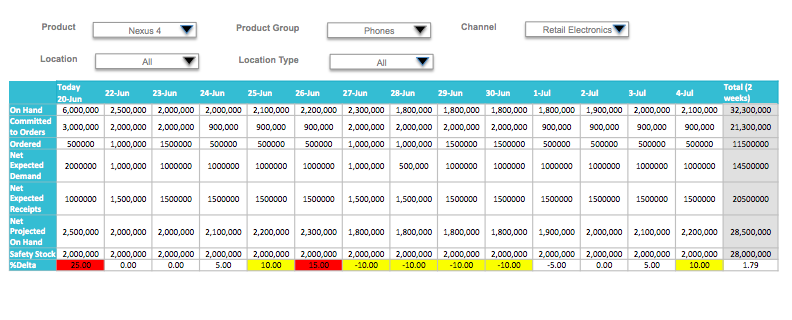 Product Nexus 4 Product Group Phones Channel Retail Electronics
Location All Location Type All
Today 20-Jun 22-Jun 23-Jun 24-Jun 25-Jun 26-Jun 27-Jun 28-Jun 29-Jun 30-Jun 1-Jul 2-Jul 3-Jul 4-Jul Total (2 weeks)
On Hand 6,000,000 2,500,000 2,000,000 2,000,000 2,100,000 2,200,000 2,300,000 1,800,000 1,800,000 1,800,000 1,800,000 1,900,000 2,000,000 2,100,000 32,300,000
Committed to Orders 3,000,000 2,000,000 2,000,000 900,000 900,000 900,000 2,000,000 2,000,000 2,000,000 2,000,000 900,000 900,000 900,000 900,000 21,300,000
Ordered 500000 1,000,000 1500000 500000 500000 500000 1,000,000 1,000,000 1500000 1500000 500000 500000 500000 500000 11500000
Net Expected Demand 2000000 1,000,000 1000000 1000000 1000000 1000000 1,000,000 500,000 1000000 1000000 1000000 1000000 1000000 1000000 14500000
Net Expected Receipts 1000000 1,500,000 1500000 1500000 1500000 1500000 1,500,000 1,500,000 1500000 1500000 1500000 1500000 1500000 1500000 20500000
Net Projected On Hand 2,500,000 2,000,000 2,000,000 2,100,000 2,200,000 2,300,000 1,800,000 1,800,000 1,800,000 1,800,000 1,900,000 2,000,000 2,100,000 2,200,000 28,500,000
Safety Stock 2,000,000 2,000,000 2,000,000 2,000,000 2,000,000 2,000,000 2,000,000 2,000,000 2,000,000 2,000,000 2,000,000 2,000,000 2,000,000 2,000,000 28,000,000
%Delta 25.00 0.00 0.00 5.00 10.00 15.00 -10.00 -10.00 -10.00 -10.00 -5.00 0.00 5.00 10.00 1.79